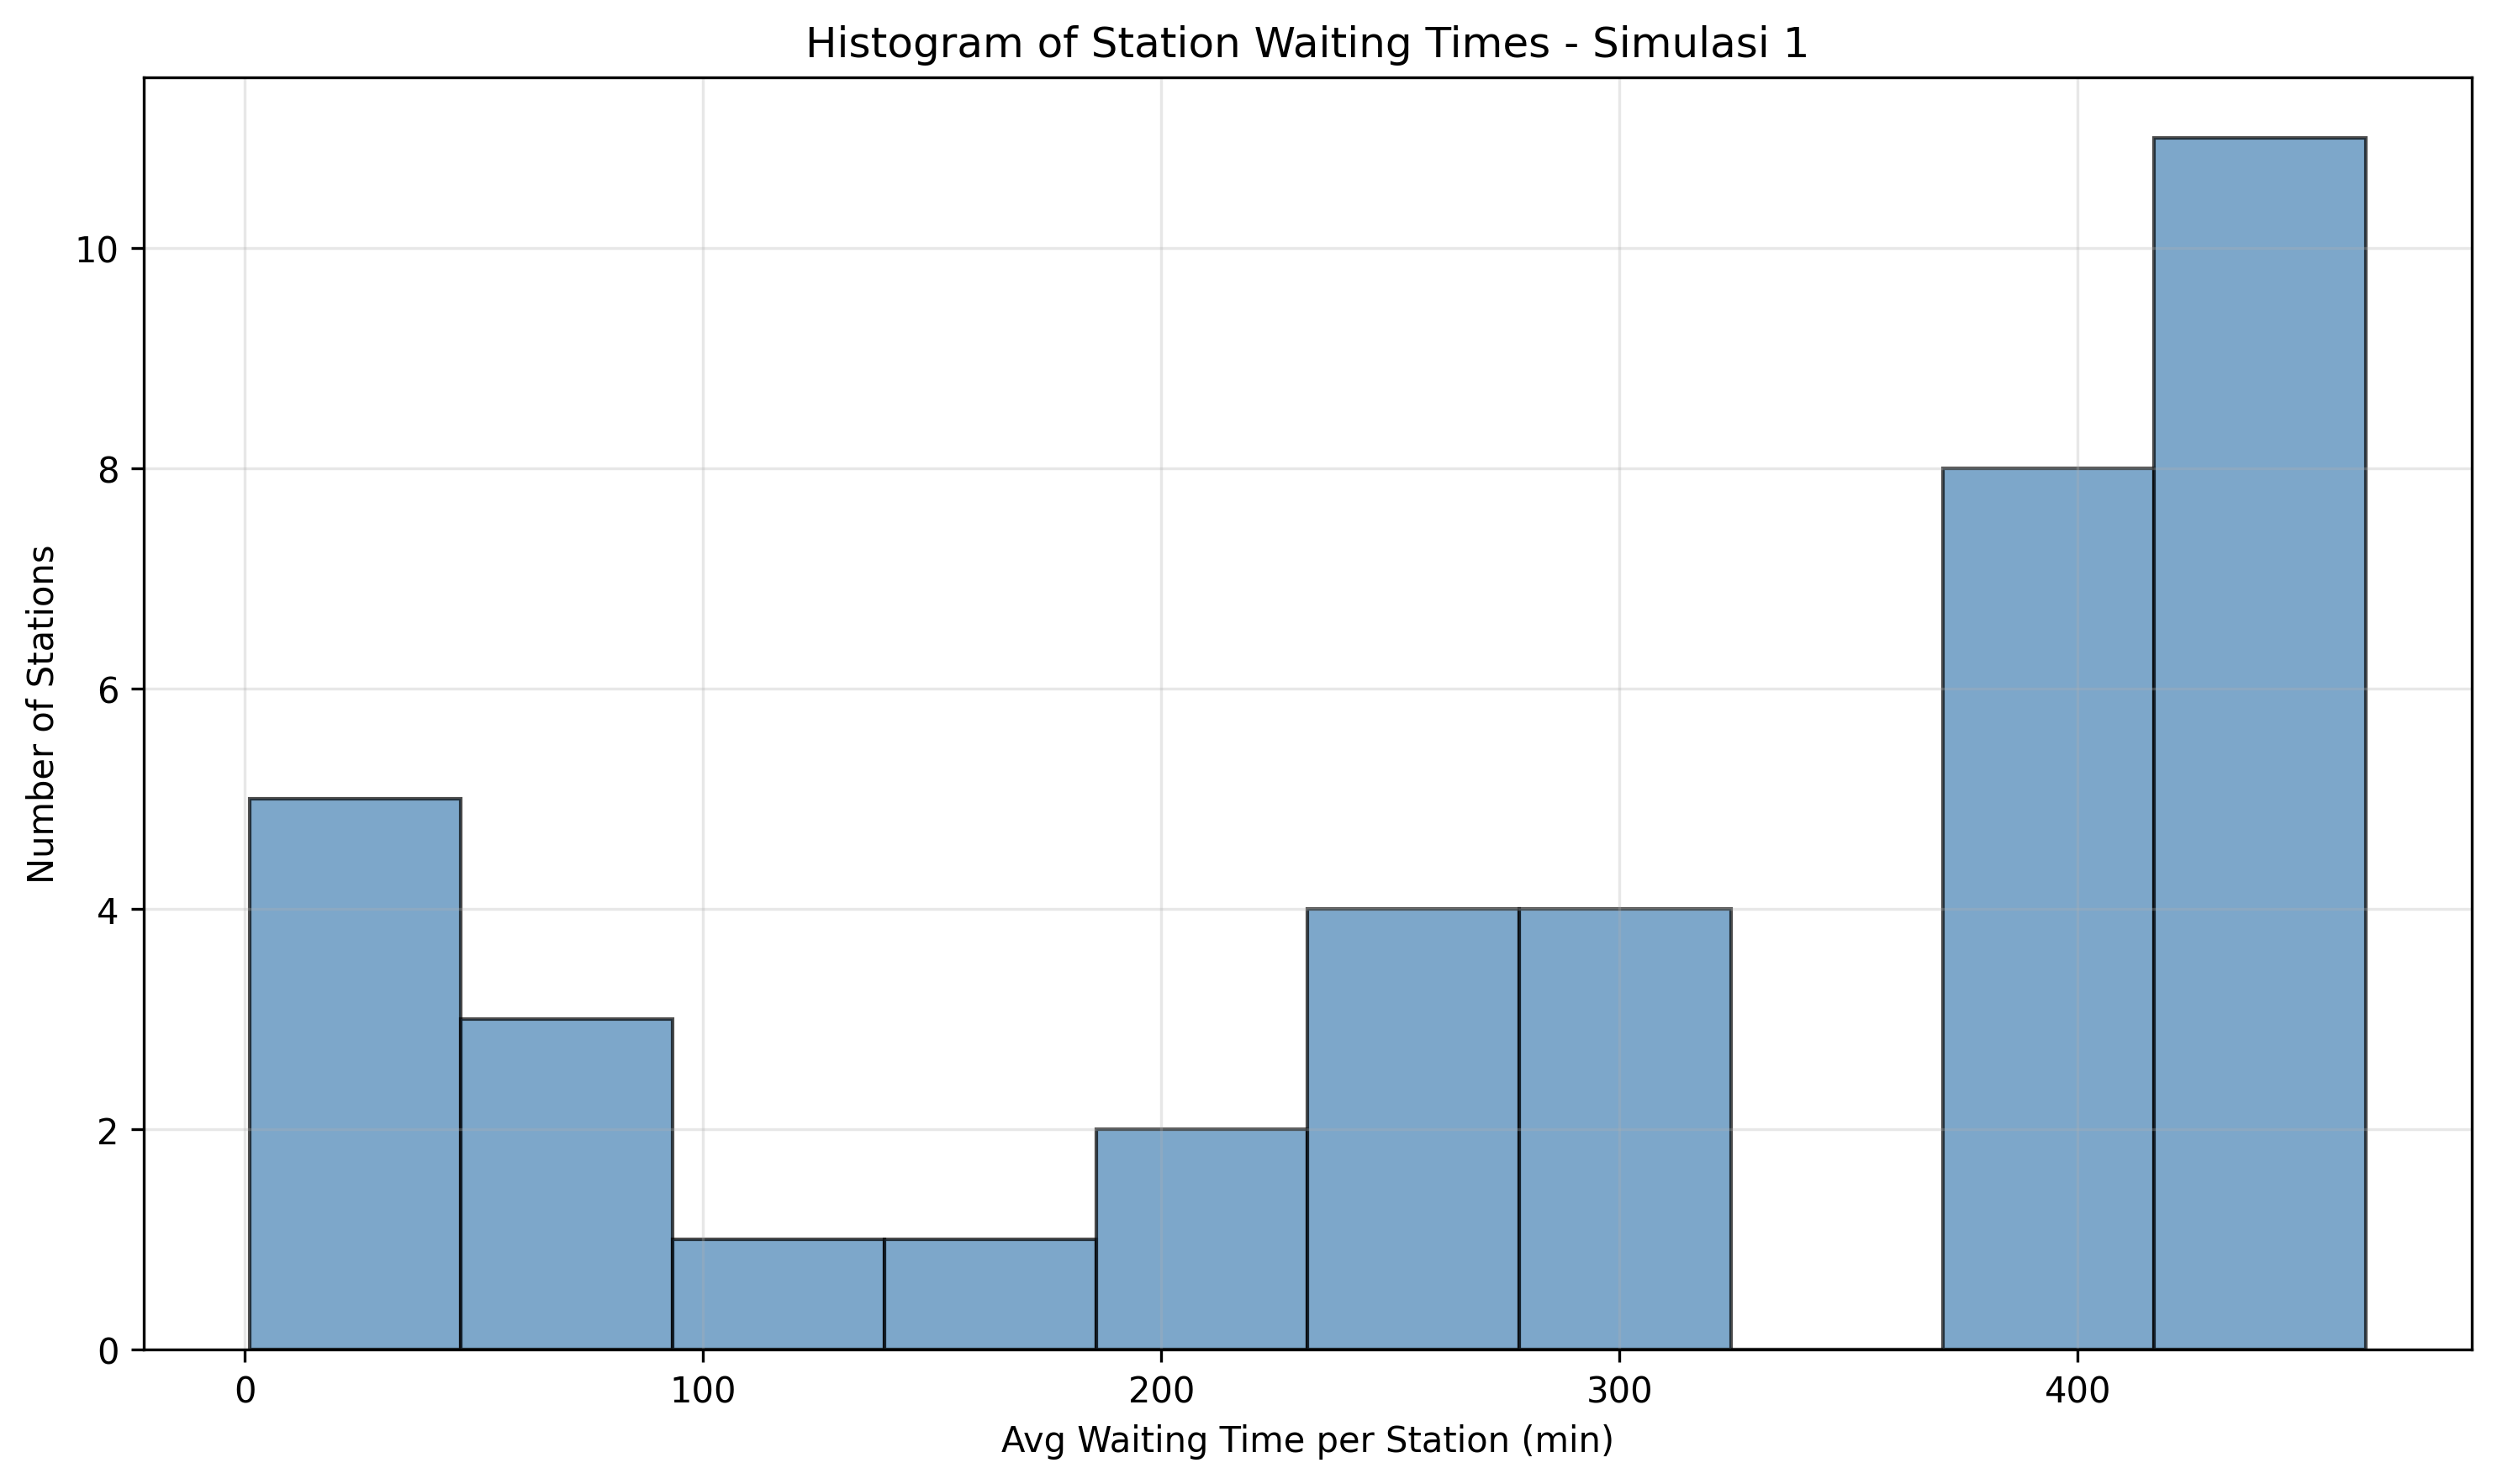 Histogram of Station Waiting Times - Simulasi 1
Number of Stations
10
8
6
4
2
0
0 100 200 300 400
Avg Waiting Time per Station (min)